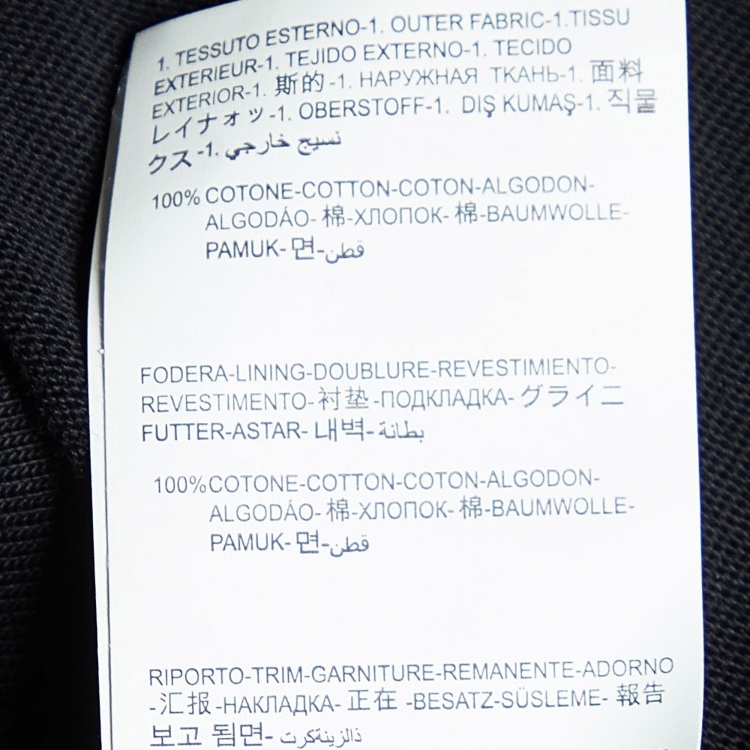 1. TESSUTO ESTERNO-1. OUTER FABRIC-1.TISSU
EXTERIEUR-1. TEJIDO EXTERNO-1. TECIDO
EXTERIOR-1. 斯的-1. НАРУЖНАЯ ТКАНЬ-1. 面料
レイナォッ-1. OBERSTOFF-1. DIŞ KUMAŞ-1. 직물
クス-1. نسيج خارجي
100% COTONE-COTTON-COTON-ALGODON-
ALGODÁO- 棉-ХЛОПОК- 棉-BAUMWOLLE-
PAMUK- 면-قطن
FODERA-LINING-DOUBLURE-REVESTIMIENTO-
REVESTIMENTO-衬垫-ПОДКЛАДКА-グライニ
FUTTER-ASTAR- 내벽-بطانة
100%COTONE-COTTON-COTON-ALGODON-
ALGODÁO- 棉-ХЛОПОК- 棉-BAUMWOLLE-
PAMUK- 면-قطن
RIPORTO-TRIM-GARNITURE-REMANENTE-ADORNO
-汇报-НАКЛАДКА- 正在 -BESATZ-SÜSLEME- 報告
보고 됨면- ذالزينةكرت